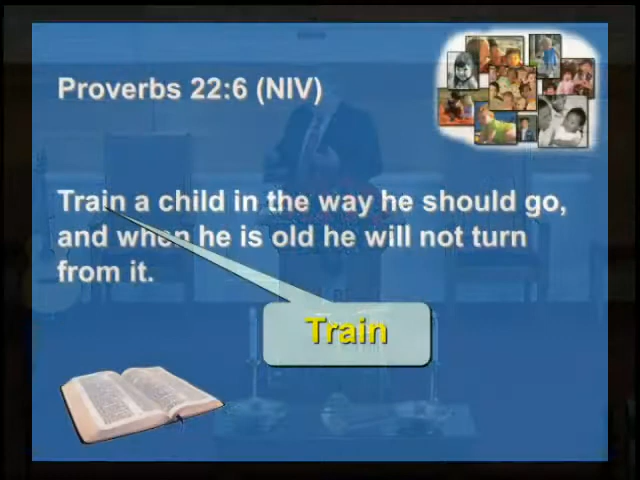 Proverbs 22:6 (NIV)
Train a child in the way he should go,
and when he is old he will not turn
from it.
Train